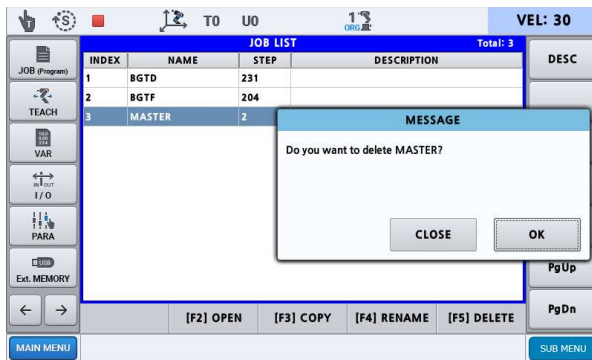 S T0 U0 ORG VEL: 30
JOB LIST Total: 3
INDEX NAME STEP DESCRIPTION
1 BGTD 231
2 BGTF 204
3 MASTER 2
JOB (Program)
TEACH
VAR
IN OUT
I/O
PARA
USB
Ext. MEMORY
← →
MAIN MENU
MESSAGE
Do you want to delete MASTER?
CLOSE OK
DESC
PgUp
PgDn
[F2] OPEN [F3] COPY [F4] RENAME [F5] DELETE
SUB MENU